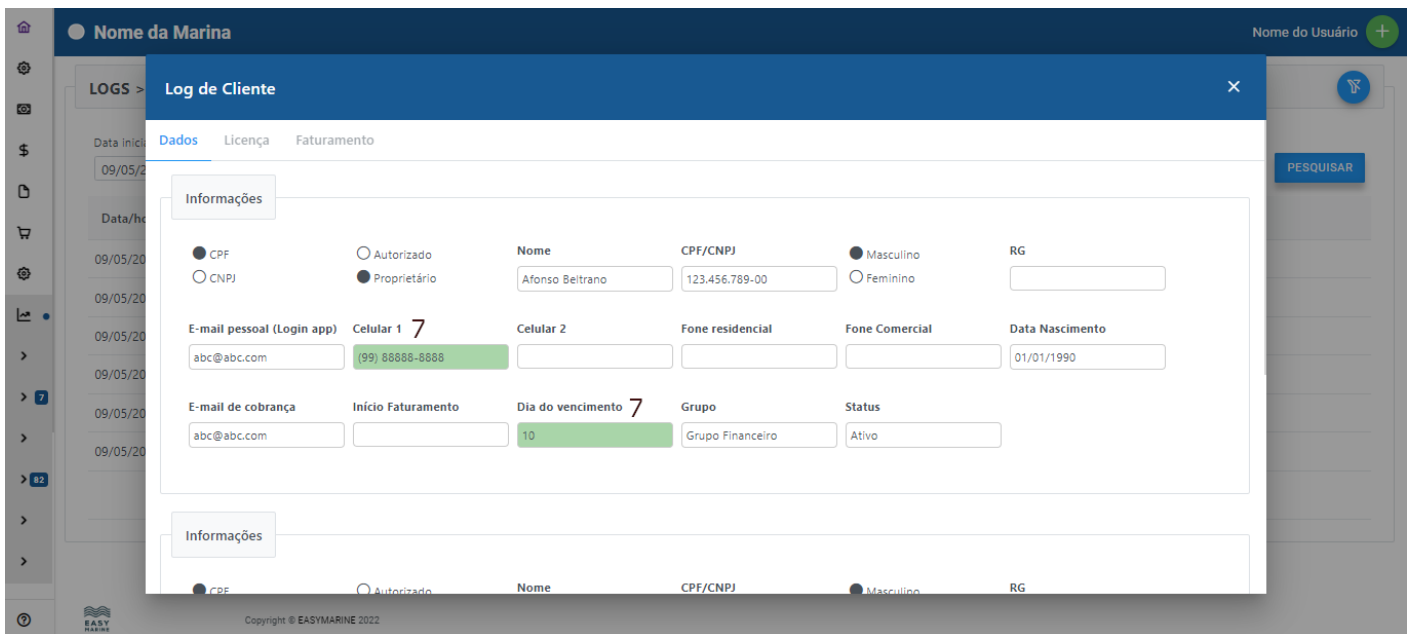 Nome da Marina
Nome do Usuário
LOGS >
Log de Cliente
Dados Licença Faturamento
Data inicia
09/05/2
PESQUISAR
Informações
Data/ho
CPF Autorizado Nome CPF/CNPJ Masculino RG
CNPJ Proprietário Afonso Beltrano 123.456.789-00 Feminino
09/05/20
09/05/20
E-mail pessoal (Login app) Celular 1 7 Celular 2 Fone residencial Fone Comercial Data Nascimento
09/05/20
abc@abc.com (99) 88888-8888 01/01/1990
09/05/20
7
E-mail de cobrança Início Faturamento Dia do vencimento 7 Grupo Status
09/05/20
abc@abc.com 10 Grupo Financeiro Ativo
09/05/20
82
Informações
CPF Autorizado Nome CPF/CNPJ Masculino RG
EASY
MARINE
Copyright © EASYMARINE 2022